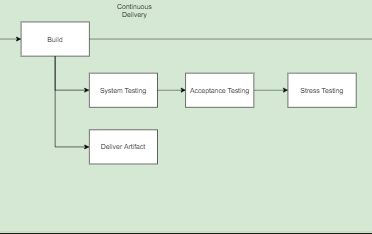 Continuous
Delivery
Build
System Testing
Acceptance Testing
Stress Testing
Deliver Artifact